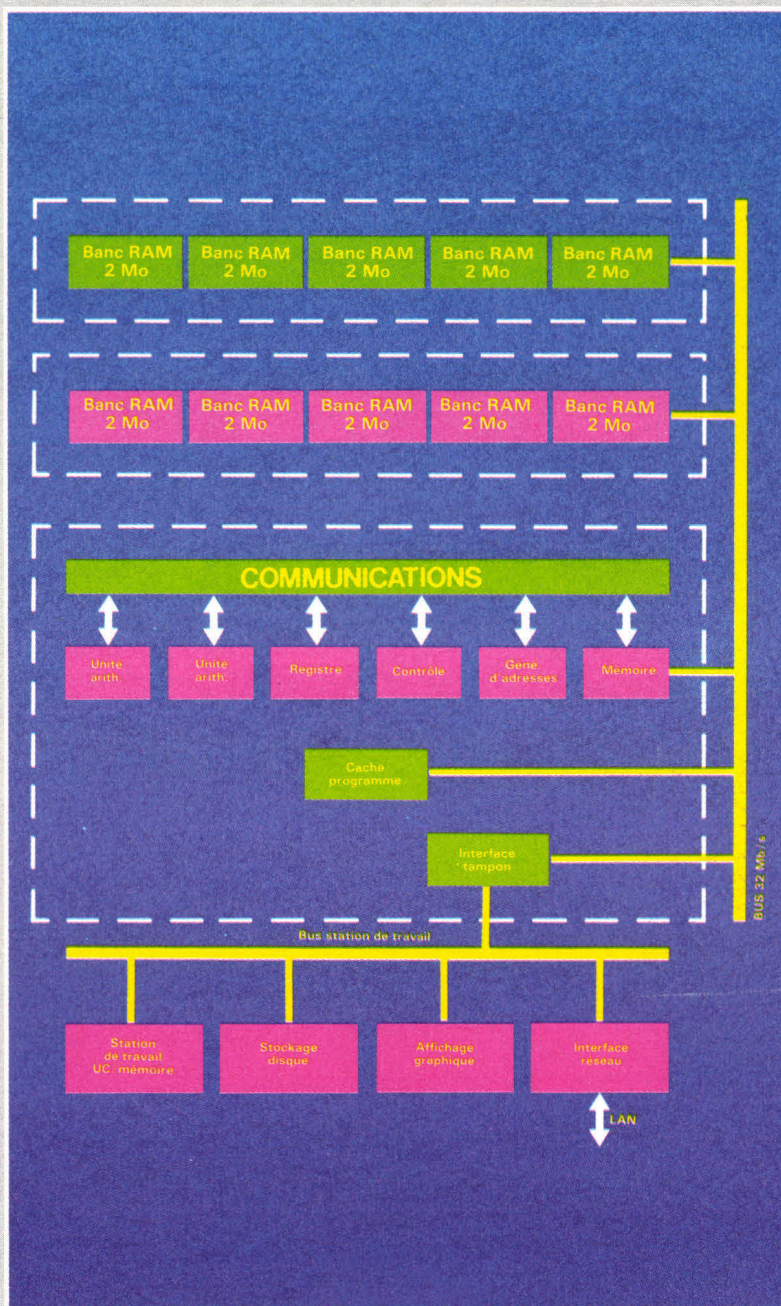 Banc RAM Banc RAM Banc RAM Banc RAM Banc RAM
2 Mo 2 Mo 2 Mo 2 Mo 2 Mo
Banc RAM Banc RAM Banc RAM Banc RAM Banc RAM
2 Mo 2 Mo 2 Mo 2 Mo 2 Mo
COMMUNICATIONS
Unité
arith.
Unité
arith.
Registre
Contrôle
Géné.
d'adresses
Mémoire
Cache
programme
Interface
tampon
BUS 32 Mb/s
Bus station de travail
Station
de travail
UC. mémoire
Stockage
disque
Affichage
graphique
Interface
réseau
LAN